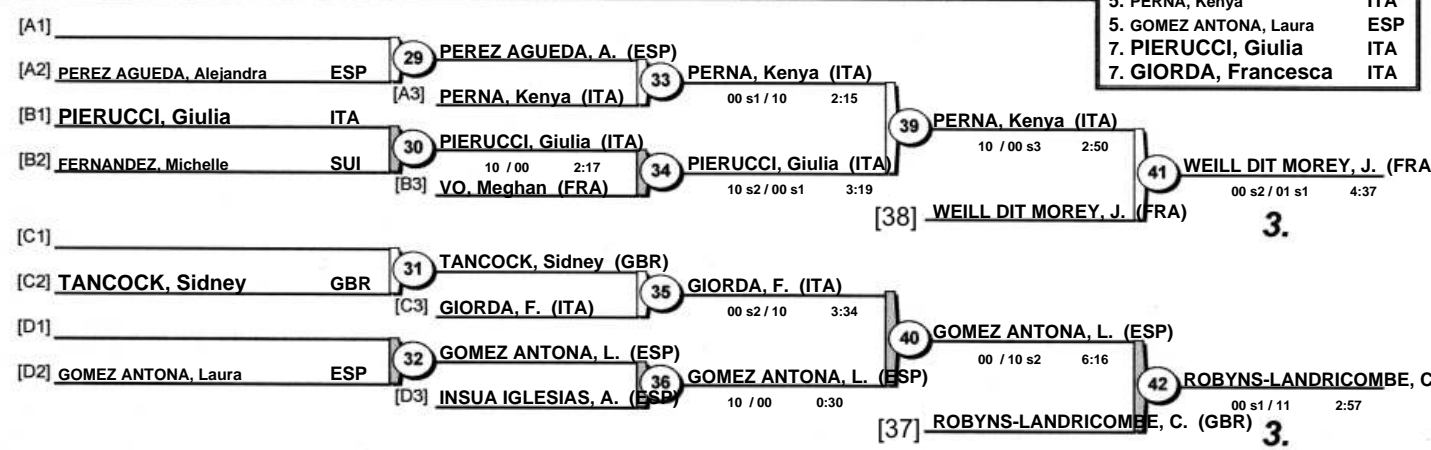 5. PERNA, Kenya ITA
5. GOMEZ ANTONA, Laura ESP
7. PIERUCCI, Giulia ITA
7. GIORDA, Francesca ITA
[A1]
[A2] PEREZ AGUEDA, Alejandra ESP
29 PEREZ AGUEDA, A. (ESP)
[A3] PERNA, Kenya (ITA)
33 PERNA, Kenya (ITA)
00 s1 / 10 2:15
[B1] PIERUCCI, Giulia ITA
[B2] FERNANDEZ, Michelle SUI
30 PIERUCCI, Giulia (ITA)
10 / 00 2:17
[B3] VO, Meghan (FRA)
34 PIERUCCI, Giulia (ITA)
10 s2 / 00 s1 3:19
39 PERNA, Kenya (ITA)
10 / 00 s3 2:50
[38] WEILL DIT MOREY, J. (FRA)
41 WEILL DIT MOREY, J. (FRA
00 s2 / 01 s1 4:37
3.
[C1]
[C2] TANCOCK, Sidney GBR
31 TANCOCK, Sidney (GBR)
[C3] GIORDA, F. (ITA)
35 GIORDA, F. (ITA)
00 s2 / 10 3:34
[D1]
[D2] GOMEZ ANTONA, Laura ESP
32 GOMEZ ANTONA, L. (ESP)
[D3] INSUA IGLESIAS, A. (ESP)
36 GOMEZ ANTONA, L. (ESP)
10 / 00 0:30
40 GOMEZ ANTONA, L. (ESP)
00 / 10 s2 6:16
[37] ROBYNS-LANDRICOMBE, C. (GBR)
42 ROBYNS-LANDRICOMBE, C
00 s1 / 11 2:57
3.